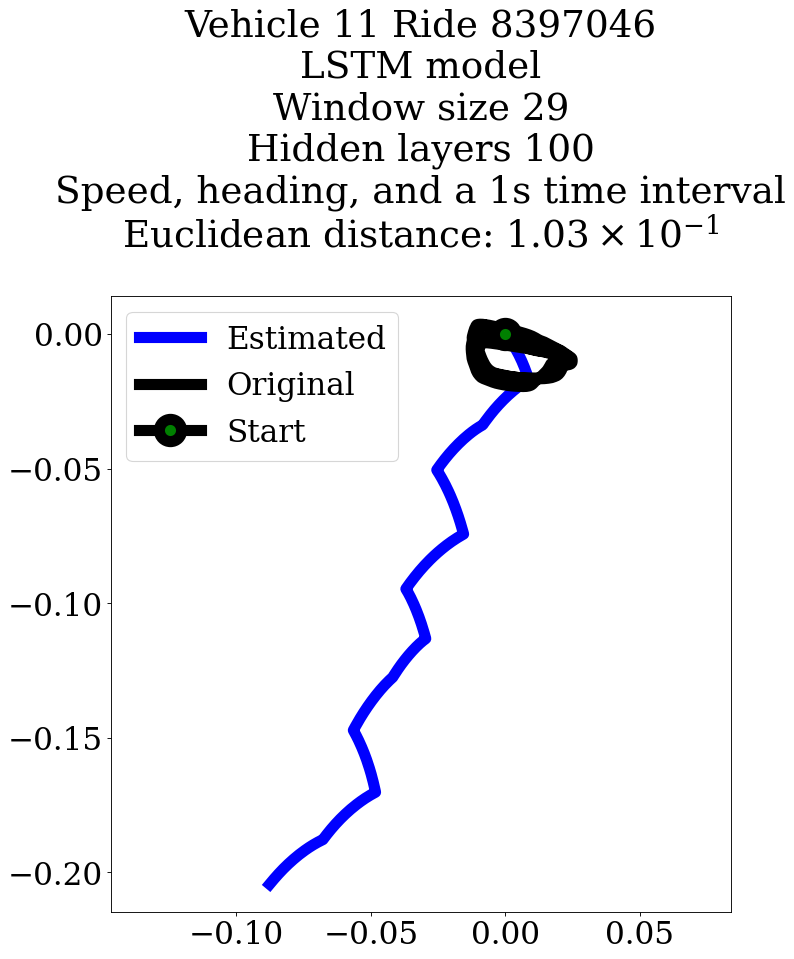 Vehicle 11 Ride 8397046
LSTM model
Window size 29
Hidden layers 100
Speed, heading, and a 1s time interval
Euclidean distance: 1.03 × 10⁻¹
Estimated
Original
Start
0.00
−0.05
−0.10
−0.15
−0.20
−0.10 −0.05 0.00 0.05